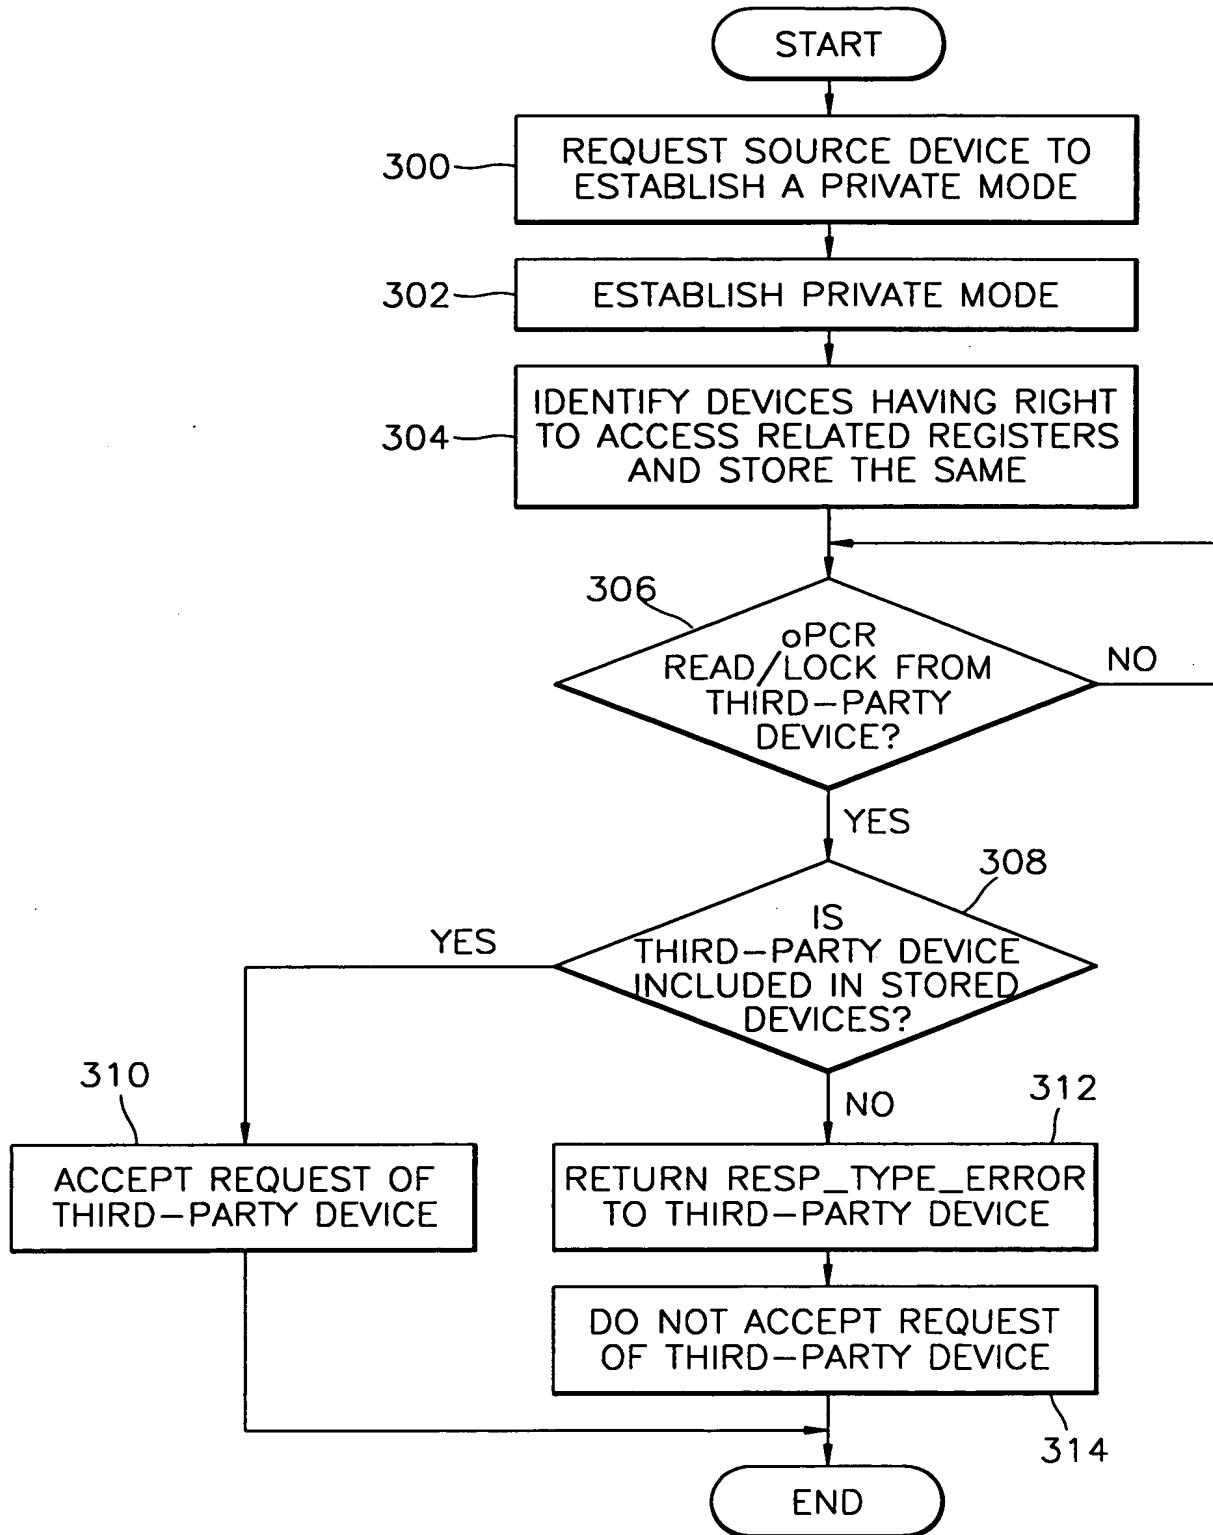 START
300
REQUEST SOURCE DEVICE TO
ESTABLISH A PRIVATE MODE
302
ESTABLISH PRIVATE MODE
304
IDENTIFY DEVICES HAVING RIGHT
TO ACCESS RELATED REGISTERS
AND STORE THE SAME
306
oPCR
READ/LOCK FROM
THIRD-PARTY
DEVICE?
NO
YES
308
IS
THIRD-PARTY DEVICE
INCLUDED IN STORED
DEVICES?
YES
NO
310
ACCEPT REQUEST OF
THIRD-PARTY DEVICE
312
RETURN RESP_TYPE_ERROR
TO THIRD-PARTY DEVICE
DO NOT ACCEPT REQUEST
OF THIRD-PARTY DEVICE
314
END